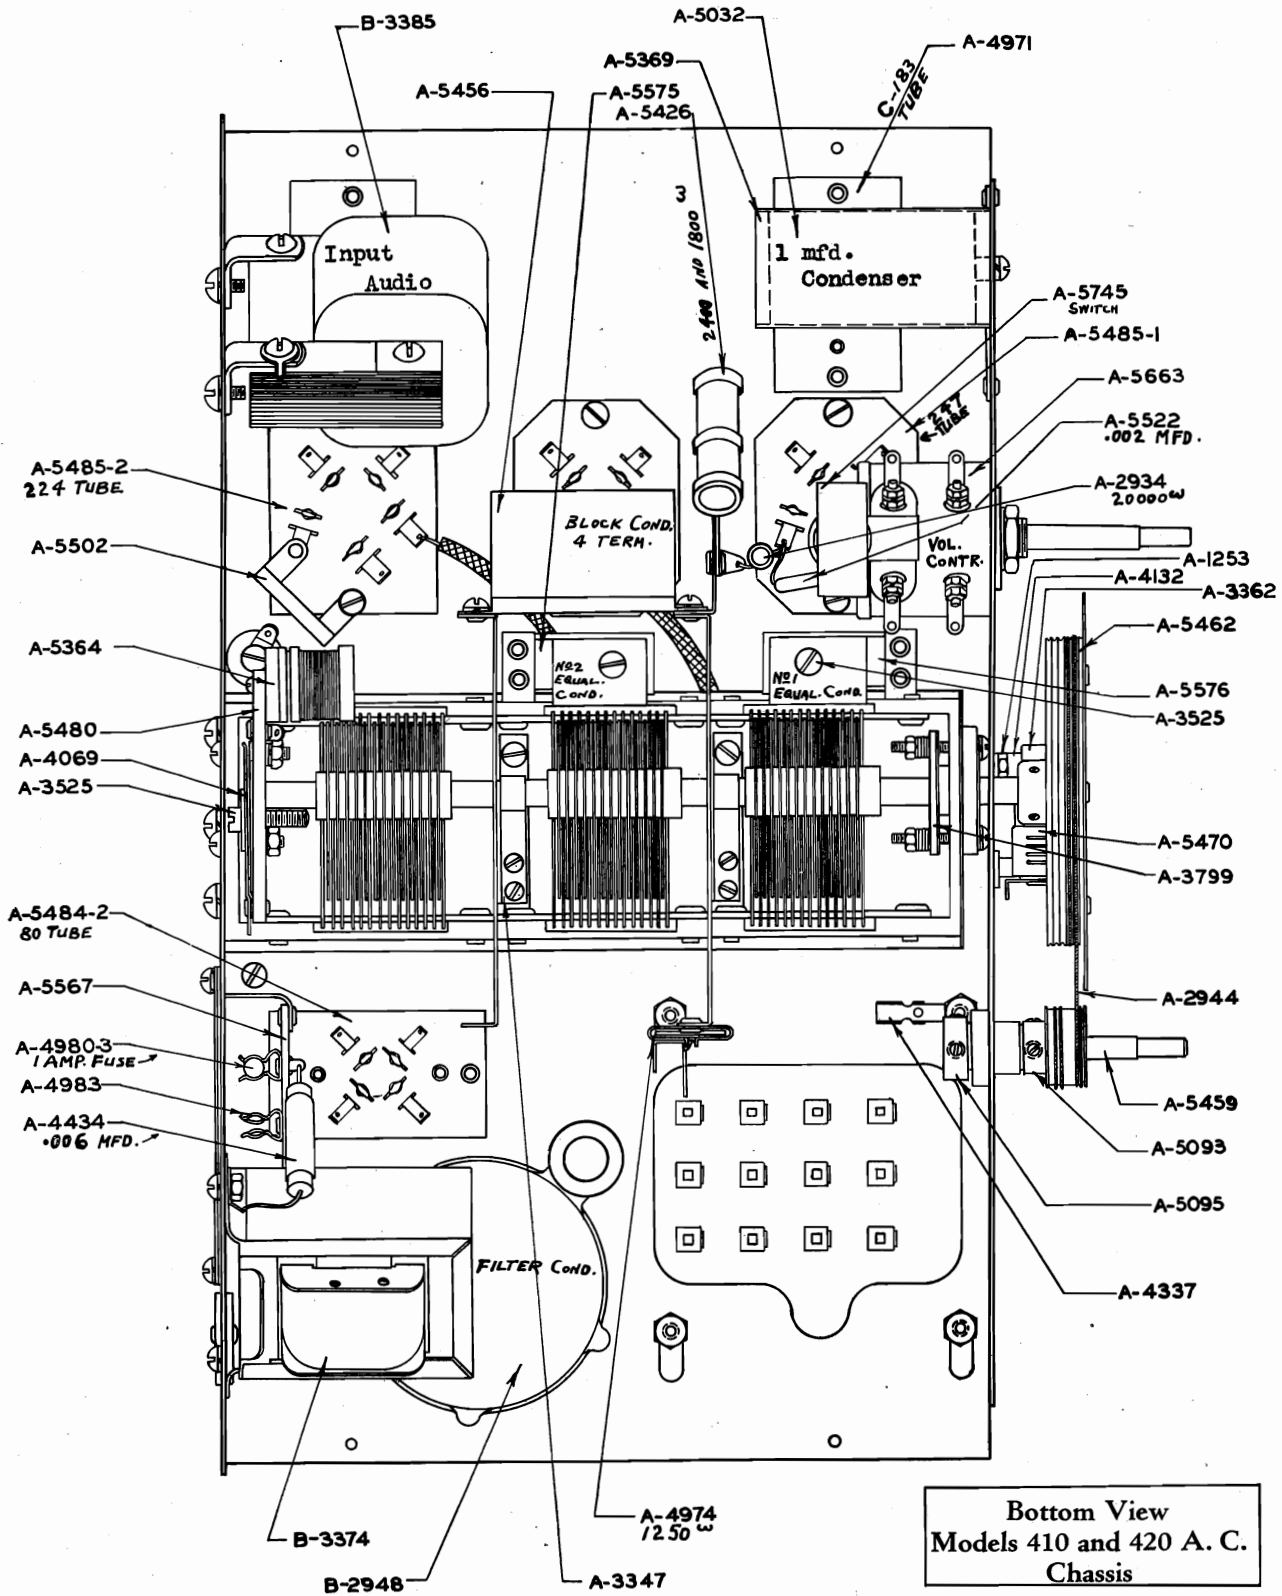 B-3385
A-5032
A-4971
A-5369
C-183
TUBE
A-5456
A-5575
A-5426
3
2400 AND 1800
Input
Audio
1 mfd.
Condenser
A-5745
SWITCH
A-5485-1
A-5663
247
TUBE
A-5522
.002 MFD.
A-5485-2
224 TUBE
A-2934
20000 ω
BLOCK COND.
4 TERM.
VOL.
CONTR.
A-5502
A-1253
A-4132
A-3362
A-5462
A-5364
No2
EQUAL.
COND.
No1
EQUAL. COND.
A-5576
A-3525
A-5480
A-4069
A-3525
A-5470
A-3799
A-5484-2
80 TUBE
A-5567
A-2944
A-4980-3
1 AMP. FUSE
A-4983
A-5459
A-4434
.006 MFD.
A-5093
A-5095
FILTER COND.
A-4337
A-4974
1250 ω
B-3374
B-2948
A-3347
Bottom View
Models 410 and 420 A. C.
Chassis